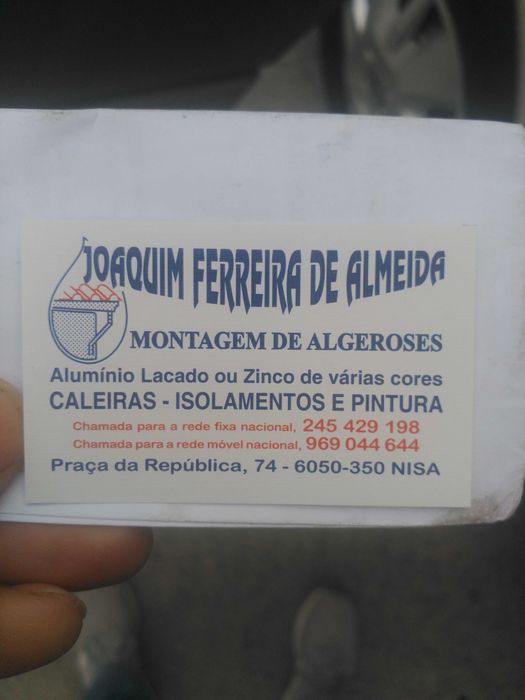 JOAQUIM FERREIRA DE ALMEIDA
MONTAGEM DE ALGEROSES
Alumínio Lacado ou Zinco de várias cores
CALEIRAS - ISOLAMENTOS E PINTURA
Chamada para a rede fixa nacional, 245 429 198
Chamada para a rede móvel nacional, 969 044 644
Praça da República, 74 - 6050-350 NISA